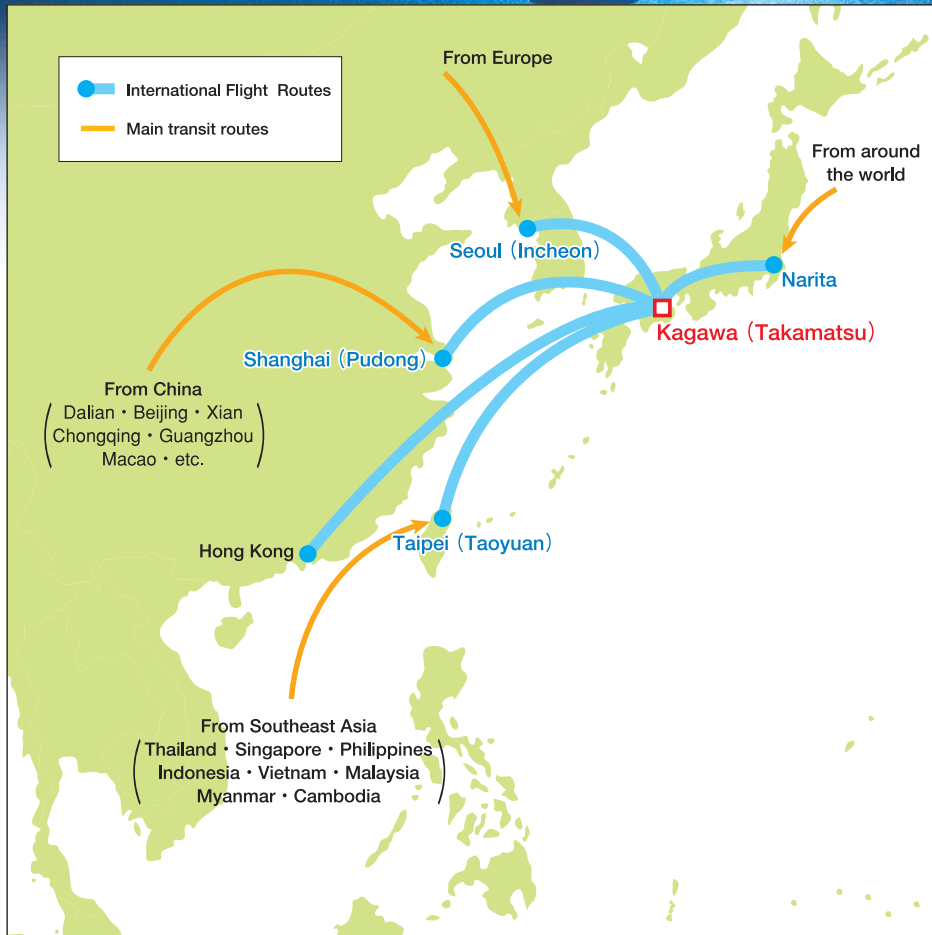 International Flight Routes
Main transit routes
From Europe
From around
the world
Seoul（Incheon）
Narita
Kagawa（Takamatsu）
Shanghai（Pudong）
From China
Dalian・Beijing・Xian
Chongqing・Guangzhou
Macao・etc.
Hong Kong
Taipei（Taoyuan）
From Southeast Asia
Thailand・Singapore・Philippines
Indonesia・Vietnam・Malaysia
Myanmar・Cambodia